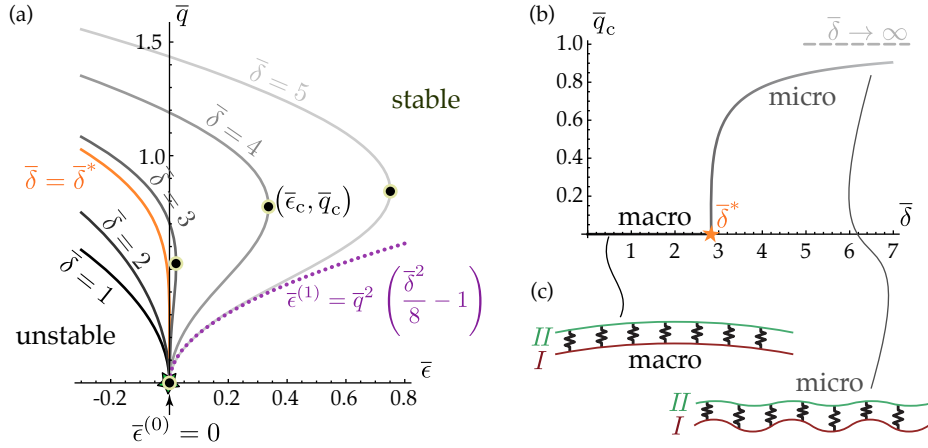 (a)
q̅
1.5
1.0
δ̅ = 5
δ̅ = 4
δ̅ = δ̅*
δ̅ = 3
δ̅ = 2
δ̅ = 1
stable
unstable
(ε̅c, q̅c)
ε̅(1) = q̅² (δ̅²/8 − 1)
-0.2 0.2 0.4 0.6 0.8
ε̅
ε̅(0) = 0
(b)
q̅c
1.0
0.8
0.6
0.4
0.2
δ̅ → ∞
micro
macro
δ̅*
δ̅
1 2 3 4 5 6 7
(c)
II
I
macro
micro
II
I